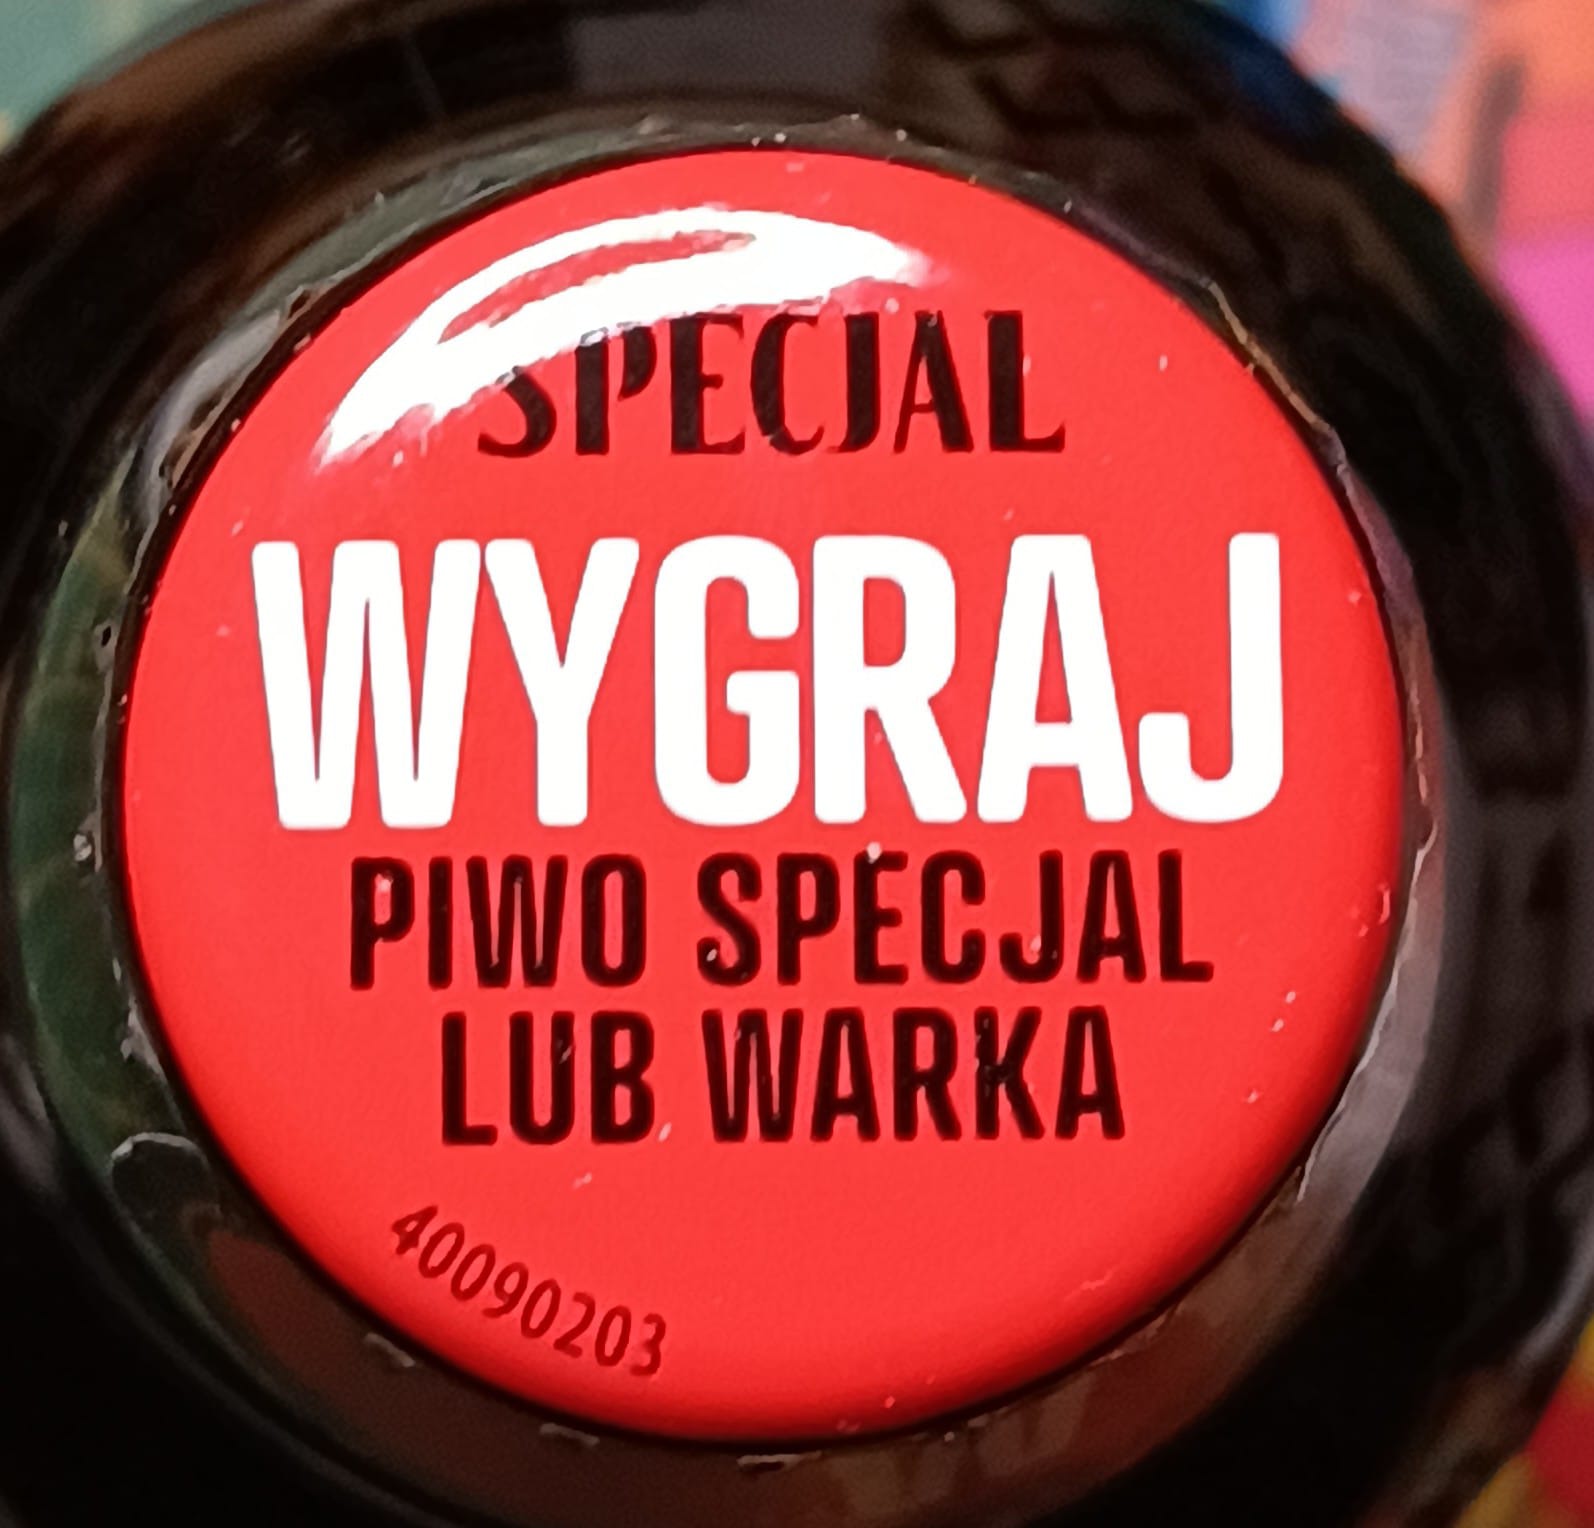 SPECJAL
WYGRAJ
PIWO SPECJAL
LUB WARKA
40090203